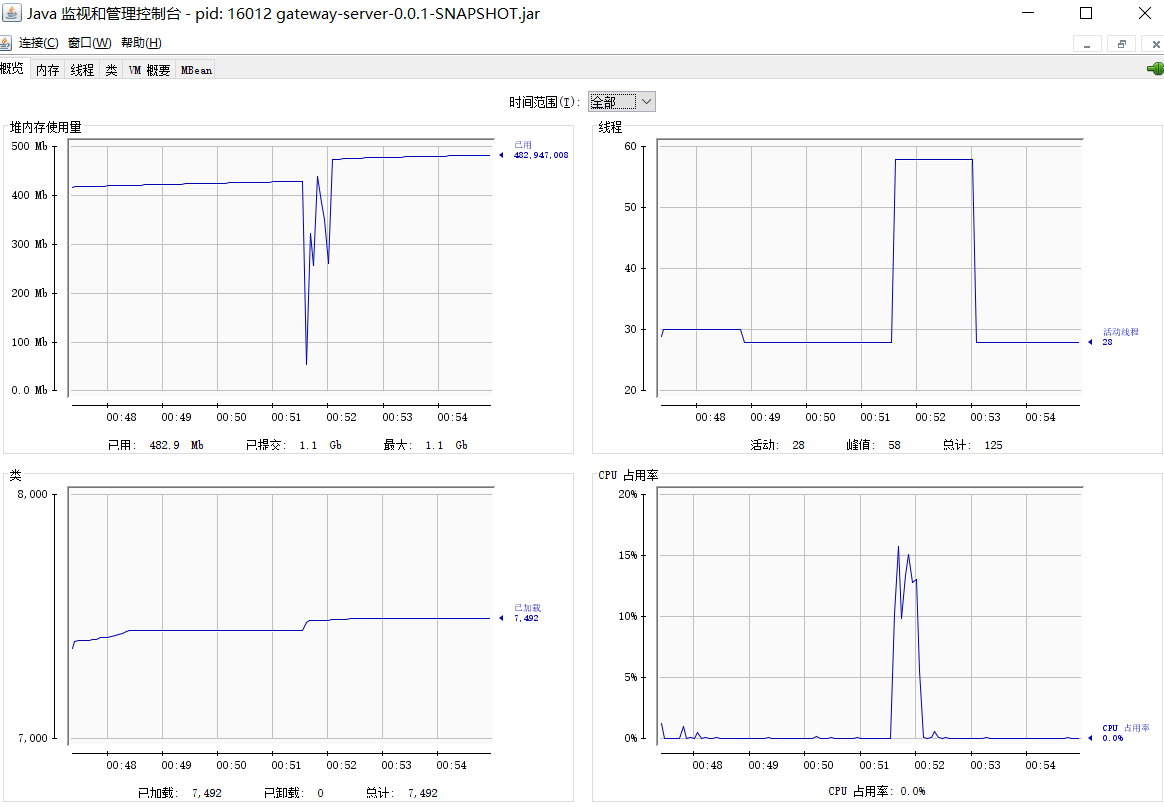 Java 监视和管理控制台 - pid: 16012 gateway-server-0.0.1-SNAPSHOT.jar
连接(C) 窗口(W) 帮助(H)
概览 内存 线程 类 VM 概要 MBean
时间范围(T): 全部
堆内存使用量
500 Mb
400 Mb
300 Mb
200 Mb
100 Mb
0.0 Mb
已用
482,947,008
00:48 00:49 00:50 00:51 00:52 00:53 00:54
已用: 482.9 Mb 已提交: 1.1 Gb 最大: 1.1 Gb
线程
60
50
40
30
20
活动线程
28
00:48 00:49 00:50 00:51 00:52 00:53 00:54
活动: 28 峰值: 58 总计: 125
类
8,000
7,000
已加载
7,492
00:48 00:49 00:50 00:51 00:52 00:53 00:54
已加载: 7,492 已卸载: 0 总计: 7,492
CPU 占用率
20%
15%
10%
5%
0%
CPU 占用率
0.0%
00:48 00:49 00:50 00:51 00:52 00:53 00:54
CPU 占用率: 0.0%